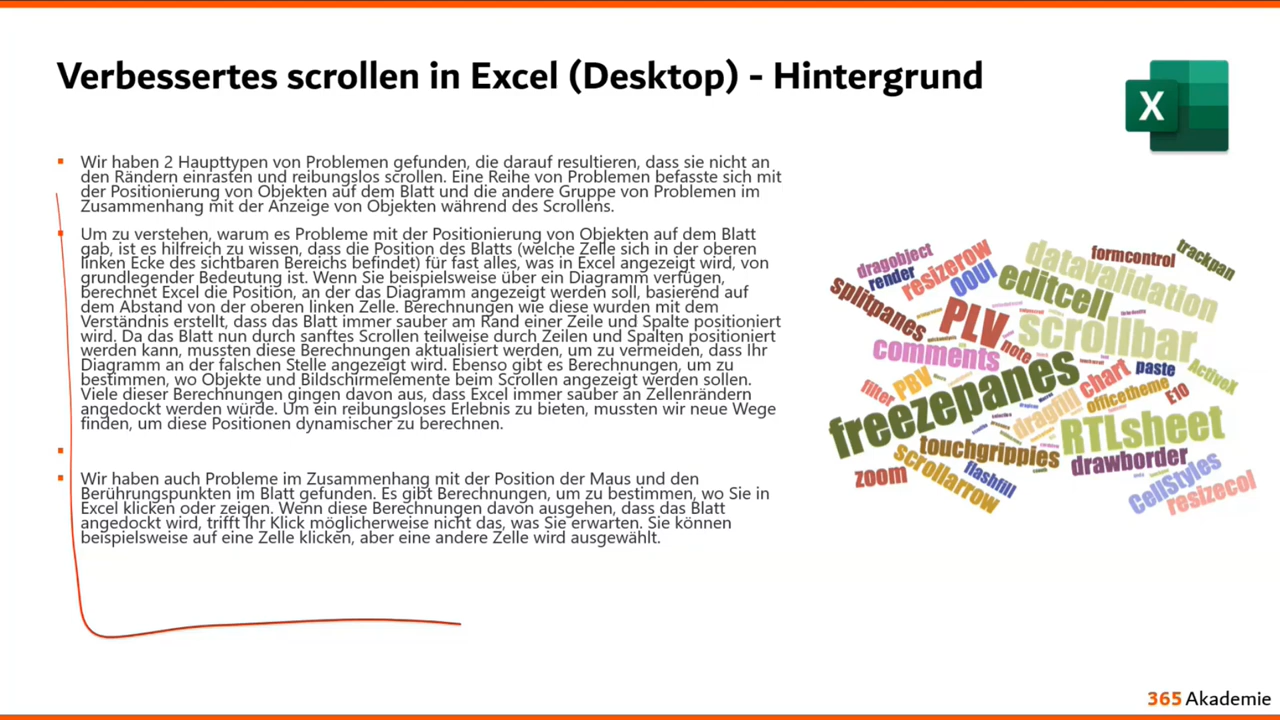 Verbessertes scrollen in Excel (Desktop) - Hintergrund
X
Wir haben 2 Haupttypen von Problemen gefunden, die darauf resultieren, dass sie nicht an
den Rändern einrasten und reibungslos scrollen. Eine Reihe von Problemen befasste sich mit
der Positionierung von Objekten auf dem Blatt und die andere Gruppe von Problemen im
Zusammenhang mit der Anzeige von Objekten während des Scrollens.
Um zu verstehen, warum es Probleme mit der Positionierung von Objekten auf dem Blatt
gab, ist es hilfreich zu wissen, dass die Position des Blatts (welche Zelle sich in der oberen
linken Ecke des sichtbaren Bereichs befindet) für fast alles, was in Excel angezeigt wird, von
grundlegender Bedeutung ist. Wenn Sie beispielsweise über ein Diagramm verfügen,
berechnet Excel die Position, an der das Diagramm angezeigt werden soll, basierend auf
dem Abstand von der oberen linken Zelle. Berechnungen wie diese wurden mit dem
Verständnis erstellt, dass das Blatt immer sauber am Rand einer Zeile und Spalte positioniert
wird. Da das Blatt nun durch sanftes Scrollen teilweise durch Zeilen und Spalten positioniert
werden kann, mussten diese Berechnungen aktualisiert werden, um zu vermeiden, dass Ihr
Diagramm an der falschen Stelle angezeigt wird. Ebenso gibt es Berechnungen, um zu
bestimmen, wo Objekte und Bildschirmelemente beim Scrollen angezeigt werden sollen.
Viele dieser Berechnungen gingen davon aus, dass Excel immer sauber an Zellenrändern
angedockt werden würde. Um ein reibungsloses Erlebnis zu bieten, mussten wir neue Wege
finden, um diese Positionen dynamischer zu berechnen.
Wir haben auch Probleme im Zusammenhang mit der Position der Maus und den
Berührungspunkten im Blatt gefunden. Es gibt Berechnungen, um zu bestimmen, wo Sie in
Excel klicken oder zeigen. Wenn diese Berechnungen davon ausgehen, dass das Blatt
angedockt wird, trifft Ihr Klick möglicherweise nicht das, was Sie erwarten. Sie können
beispielsweise auf eine Zelle klicken, aber eine andere Zelle wird ausgewählt.
dragobject
render
resizerow
OOUI
datavalidation
formcontrol
trackpan
splitpanes
editcell
PLV
note
scrollbar
comments
freezepanes
chart
paste
ActiveX
filter
PBV
officetheme
E10
dragfill
RTLsheet
touchgrippies
drawborder
zoom
scrollarrow
flashfill
CellStyles
resizecol
365 Akademie